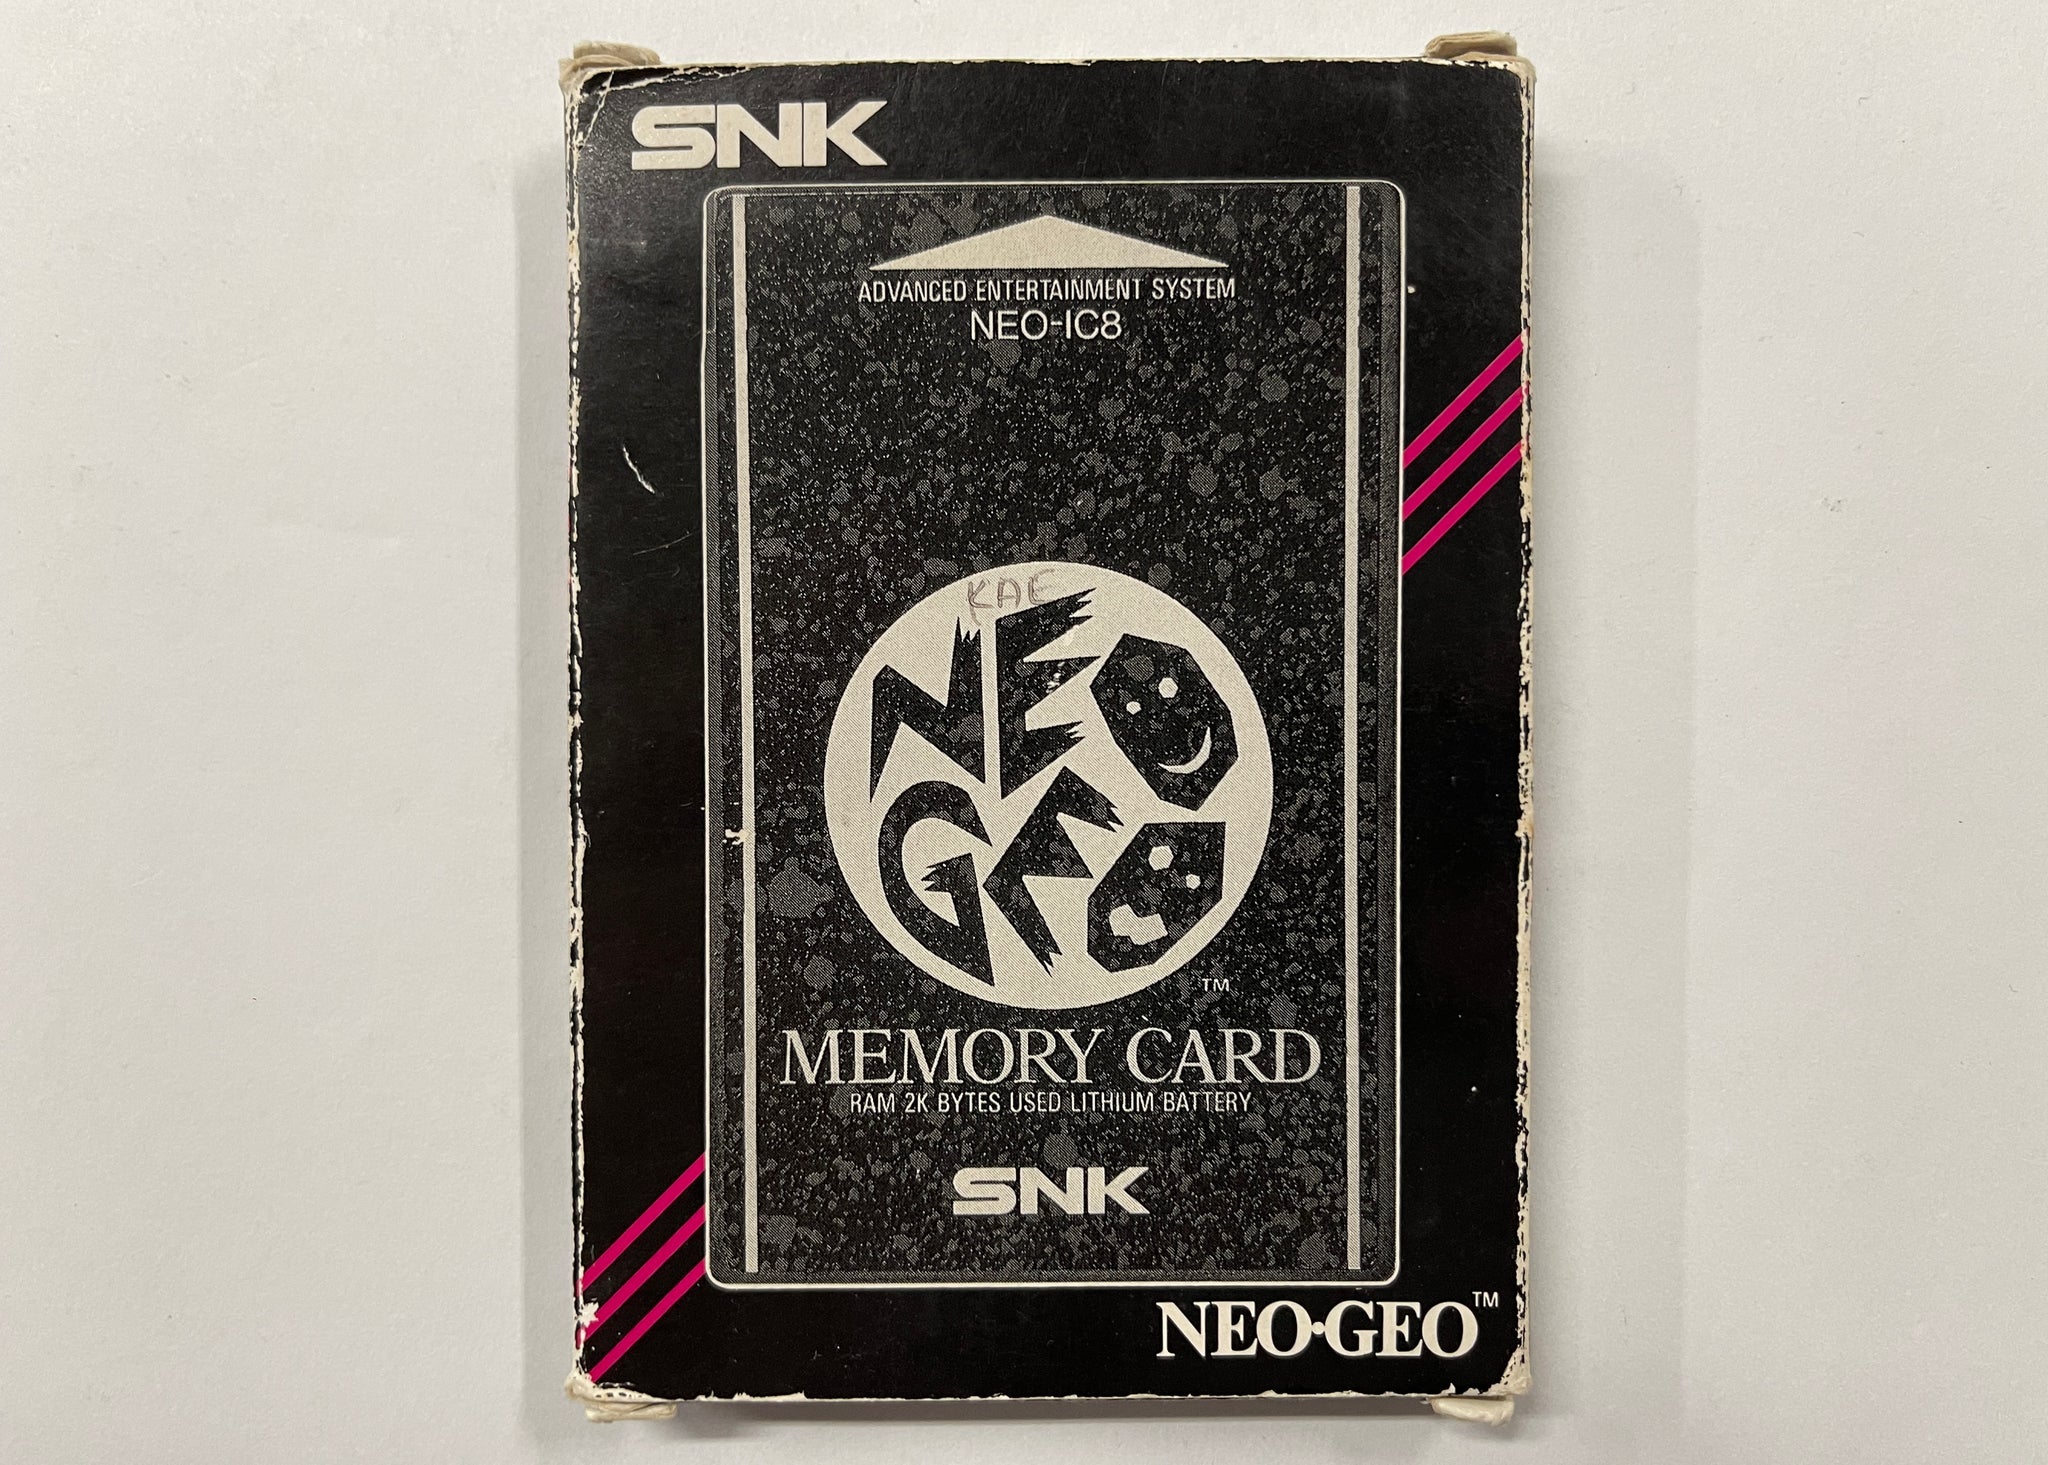 SNK
ADVANCED ENTERTAINMENT SYSTEM
NEO-IC8
KAE
NEO
GEO
TM
MEMORY CARD
RAM 2K BYTES USED LITHIUM BATTERY
SNK
NEO·GEO™